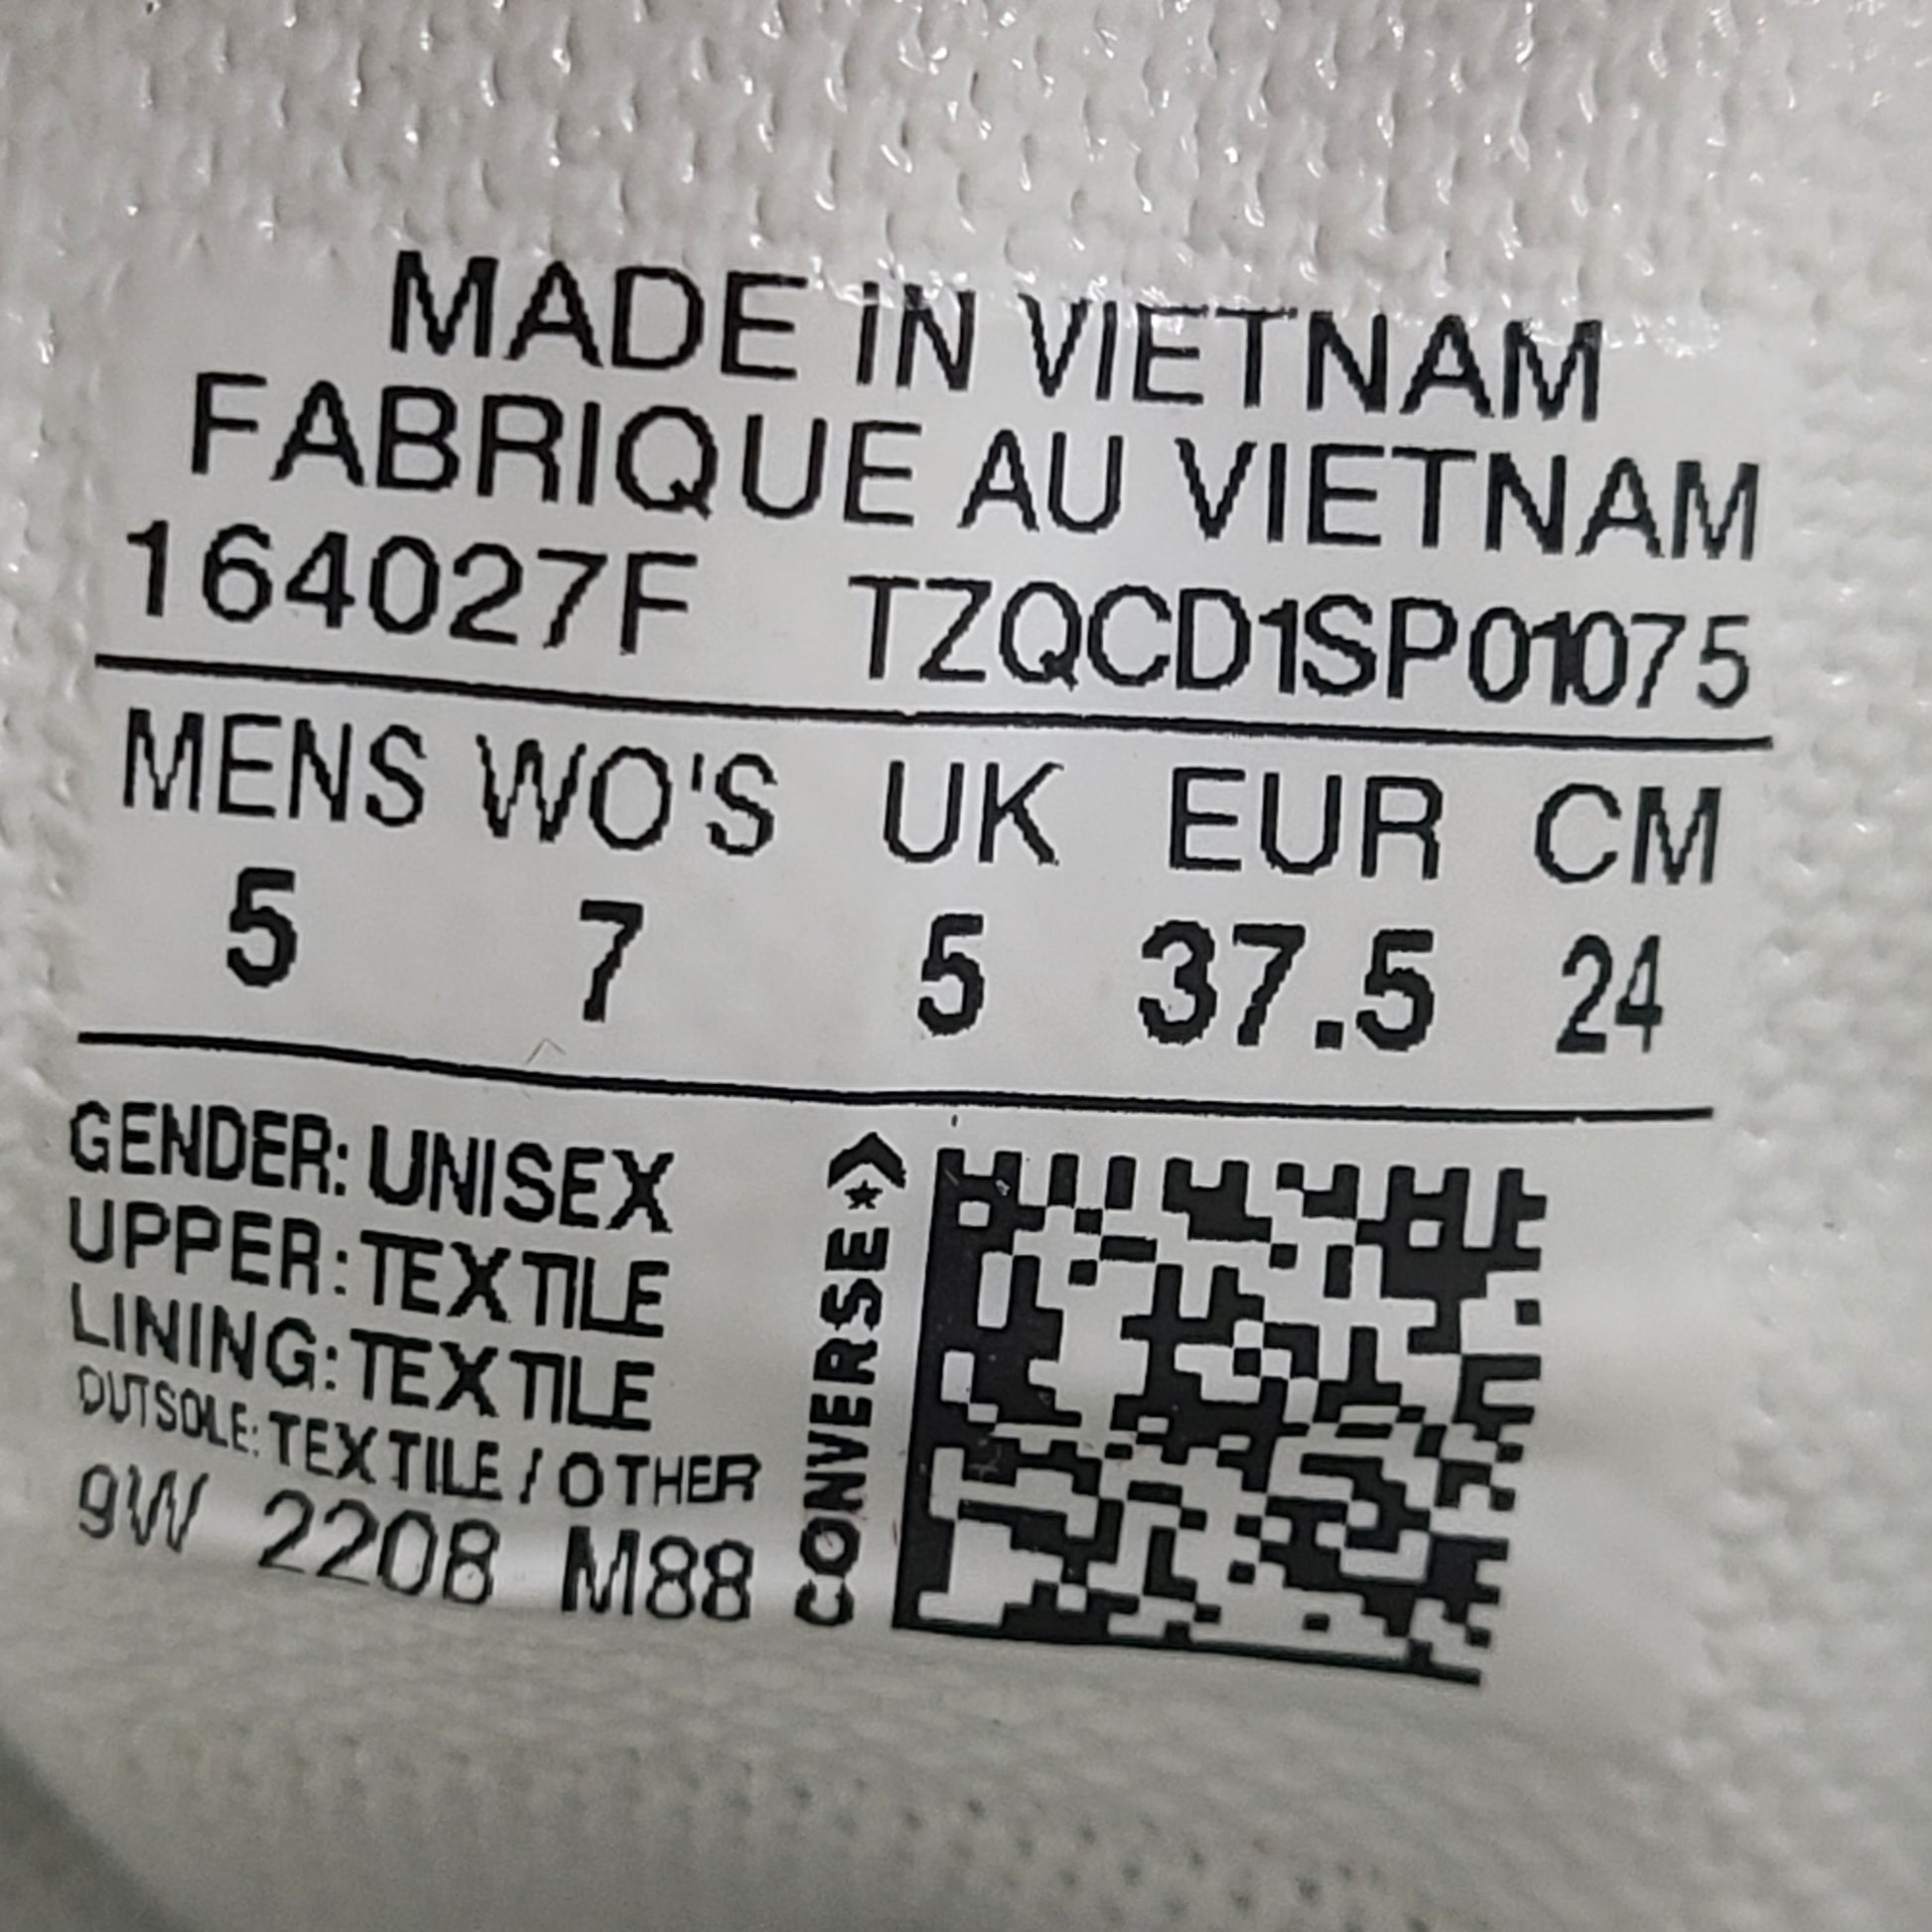 MADE IN VIETNAM
FABRIQUE AU VIETNAM
164027F TZQCD1SP01075
MENS WO'S UK EUR CM
5 7 5 37.5 24
GENDER: UNISEX
UPPER: TEXTILE
LINING: TEXTILE
OUTSOLE: TEXTILE / OTHER
9W 2208 M88
CONVERSE